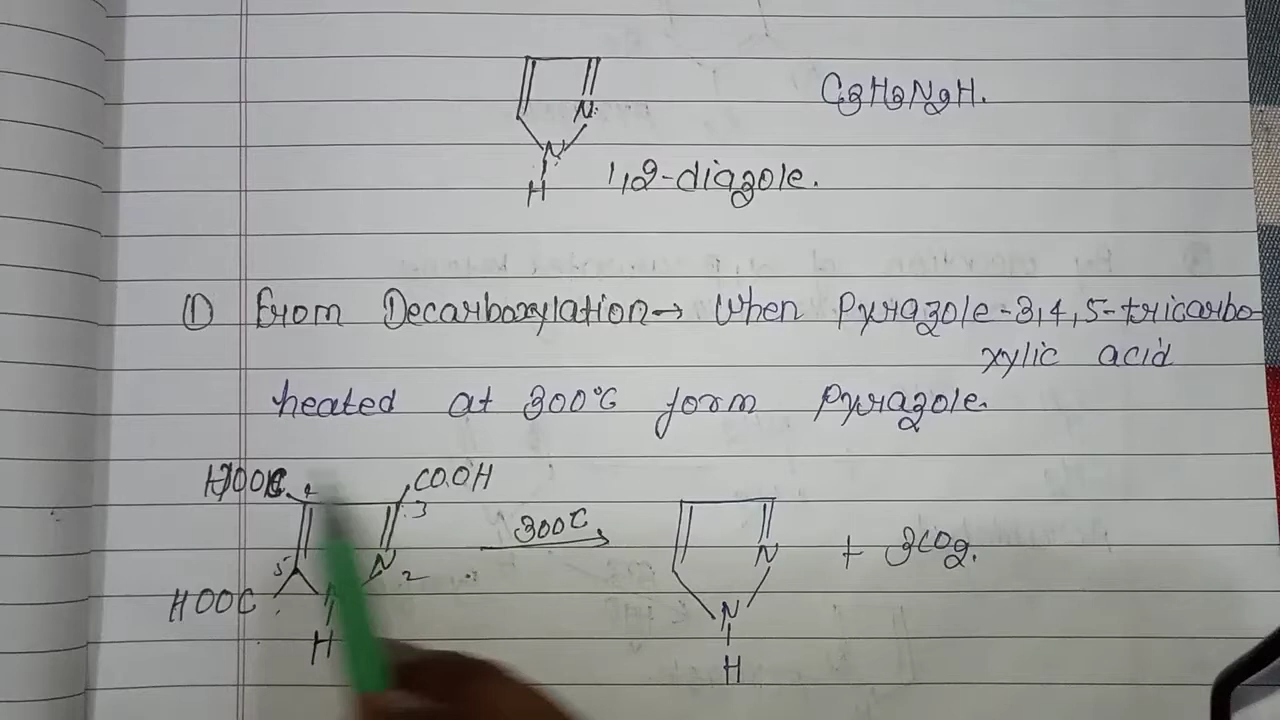 N
C3H3N2H.
N
H
1,2-diazole.
① From Decarboxylation→ When Pyrazole-3,4,5-tricarbo-
xylic acid
heated at 300°C form Pyrazole.
HOOC 4 COOH
3
300°C
5 N 2
N + 3CO2.
HOOC
N
H
H